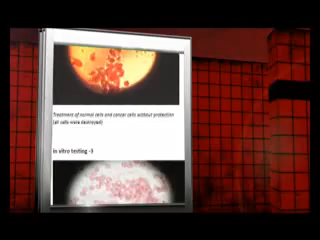 Treatment of normal cells and cancer cells without protection
(all cells were destroyed)
in vitro testing -3